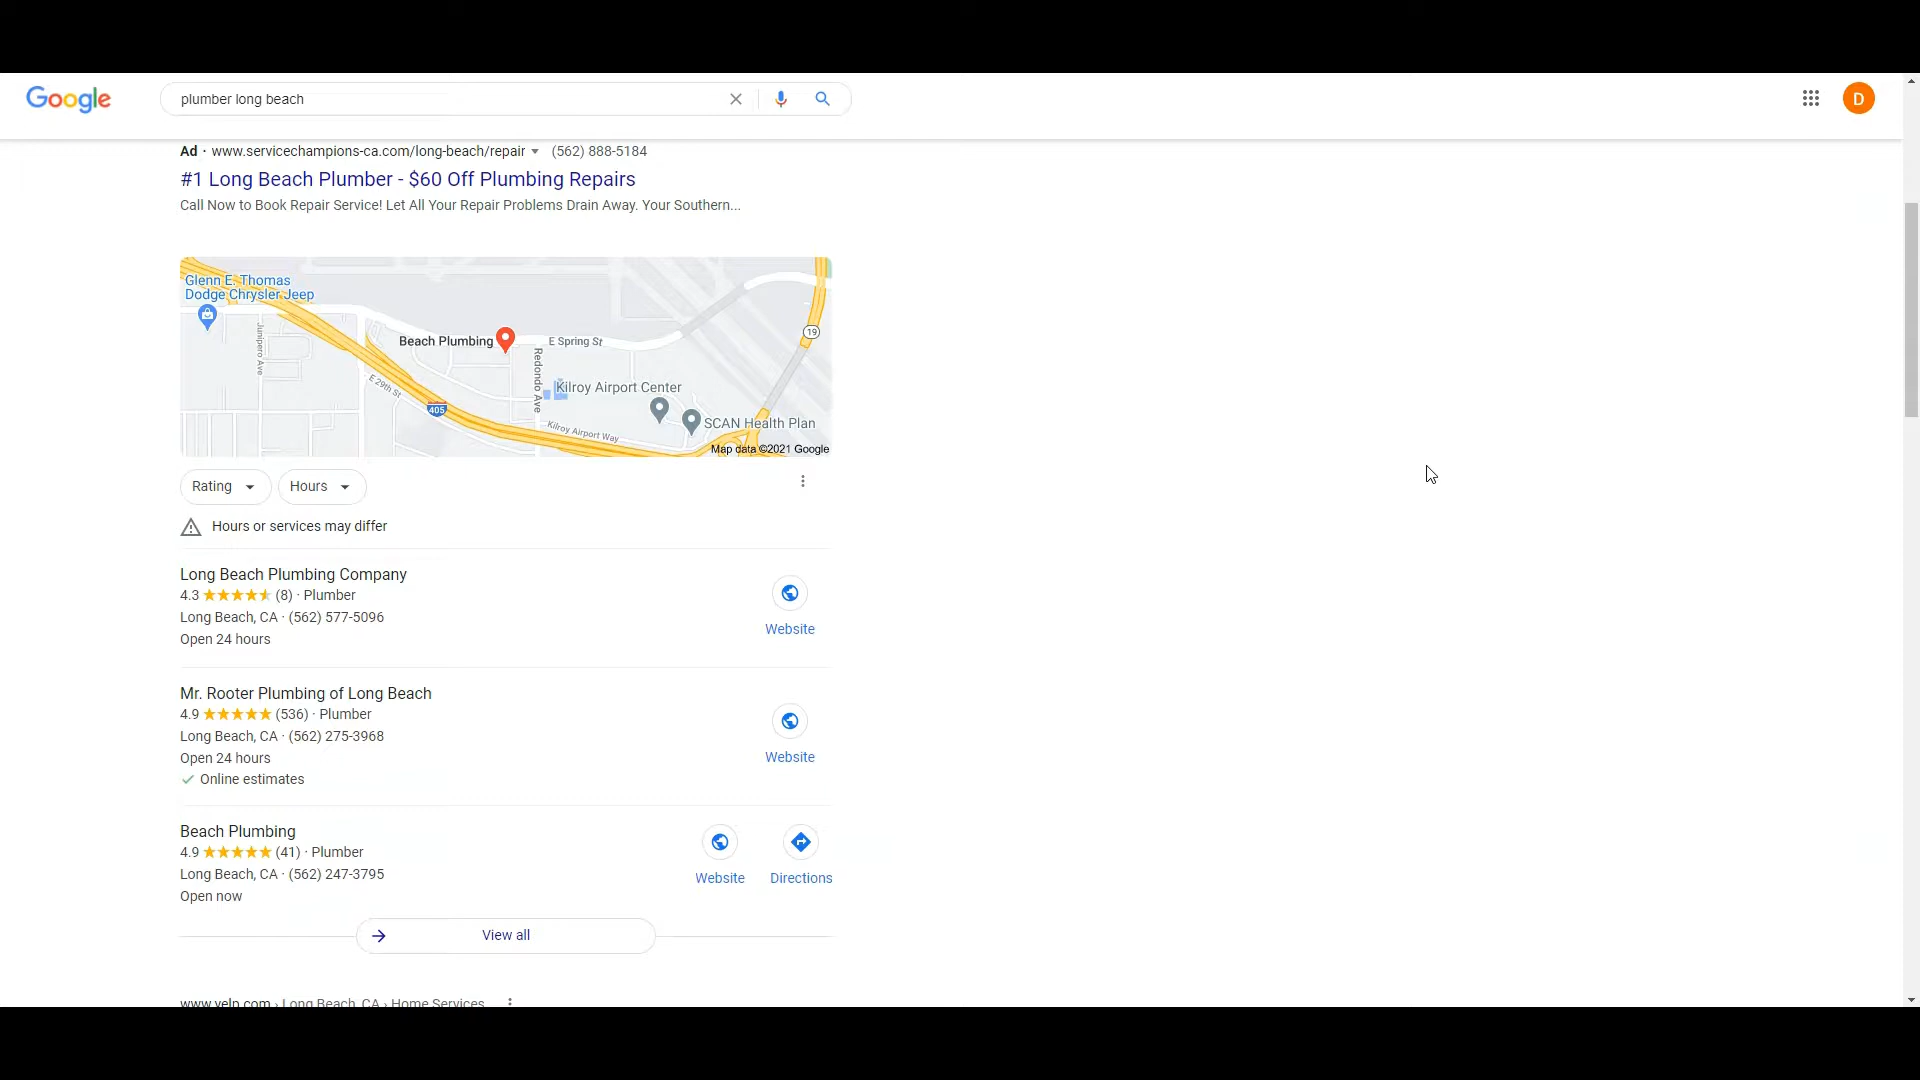 Google
plumber long beach
D
Ad · www.servicechampions-ca.com/long-beach/repair (562) 888-5184
#1 Long Beach Plumber - $60 Off Plumbing Repairs
Call Now to Book Repair Service! Let All Your Repair Problems Drain Away. Your Southern...
Glenn E. Thomas
Dodge Chrysler Jeep
Junipero Ave
Beach Plumbing
E Spring St
19
Redondo Ave
E 29th St
Kilroy Airport Center
405
Kilroy Airport Way
SCAN Health Plan
Map data ©2021 Google
Rating
Hours
Hours or services may differ
Long Beach Plumbing Company
4.3 (8) · Plumber
Long Beach, CA · (562) 577-5096
Open 24 hours
Website
Mr. Rooter Plumbing of Long Beach
4.9 (536) · Plumber
Long Beach, CA · (562) 275-3968
Open 24 hours
Online estimates
Website
Beach Plumbing
4.9 (41) · Plumber
Long Beach, CA · (562) 247-3795
Open now
Website
Directions
View all
www.yelp.com › Long Beach, CA › Home Services